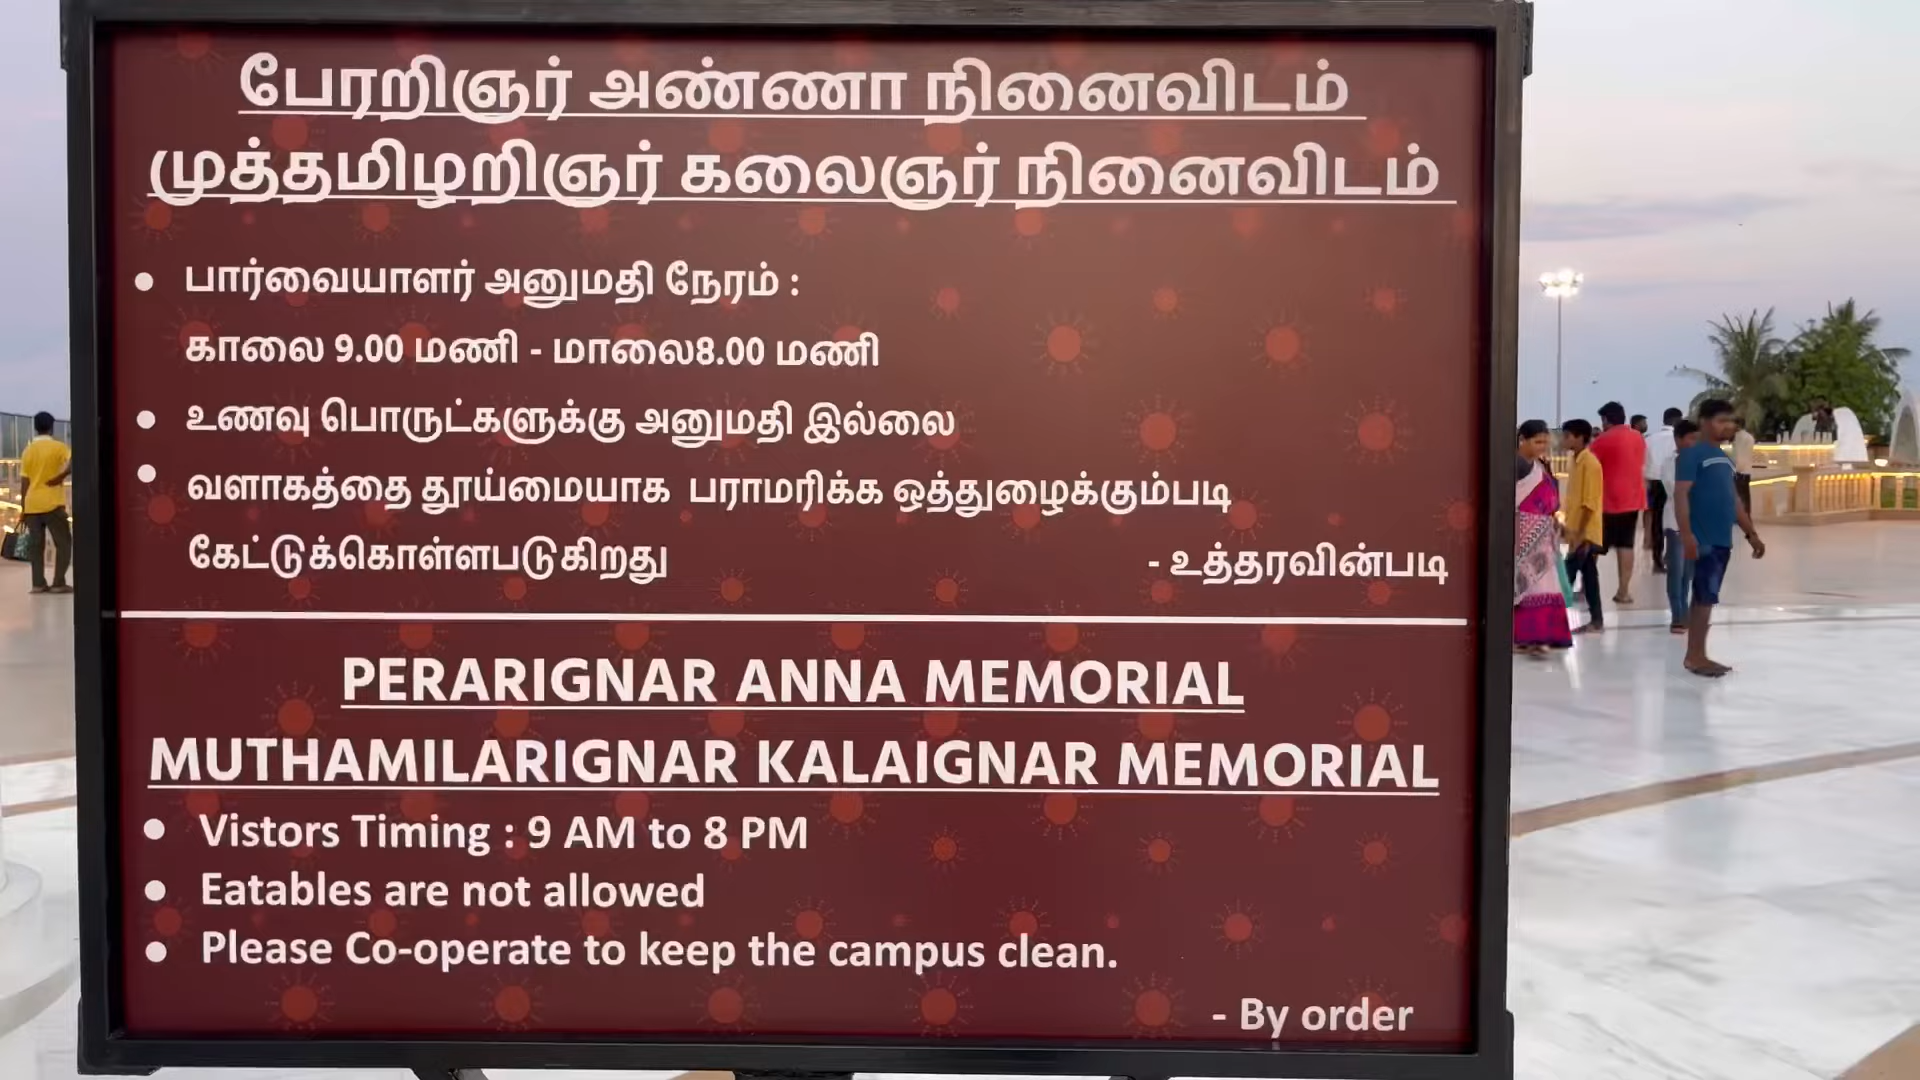 பேரறிஞர் அண்ணா நினைவிடம்
முத்தமிழறிஞர் கலைஞர் நினைவிடம்
• பார்வையாளர் அனுமதி நேரம் :
காலை 9.00 மணி - மாலை8.00 மணி
• உணவு பொருட்களுக்கு அனுமதி இல்லை
• வளாகத்தை தூய்மையாக பராமரிக்க ஒத்துழைக்கும்படி
கேட்டுக்கொள்ளபடுகிறது - உத்தரவின்படி
PERARIGNAR ANNA MEMORIAL
MUTHAMILARIGNAR KALAIGNAR MEMORIAL
• Vistors Timing : 9 AM to 8 PM
• Eatables are not allowed
• Please Co-operate to keep the campus clean.
- By order